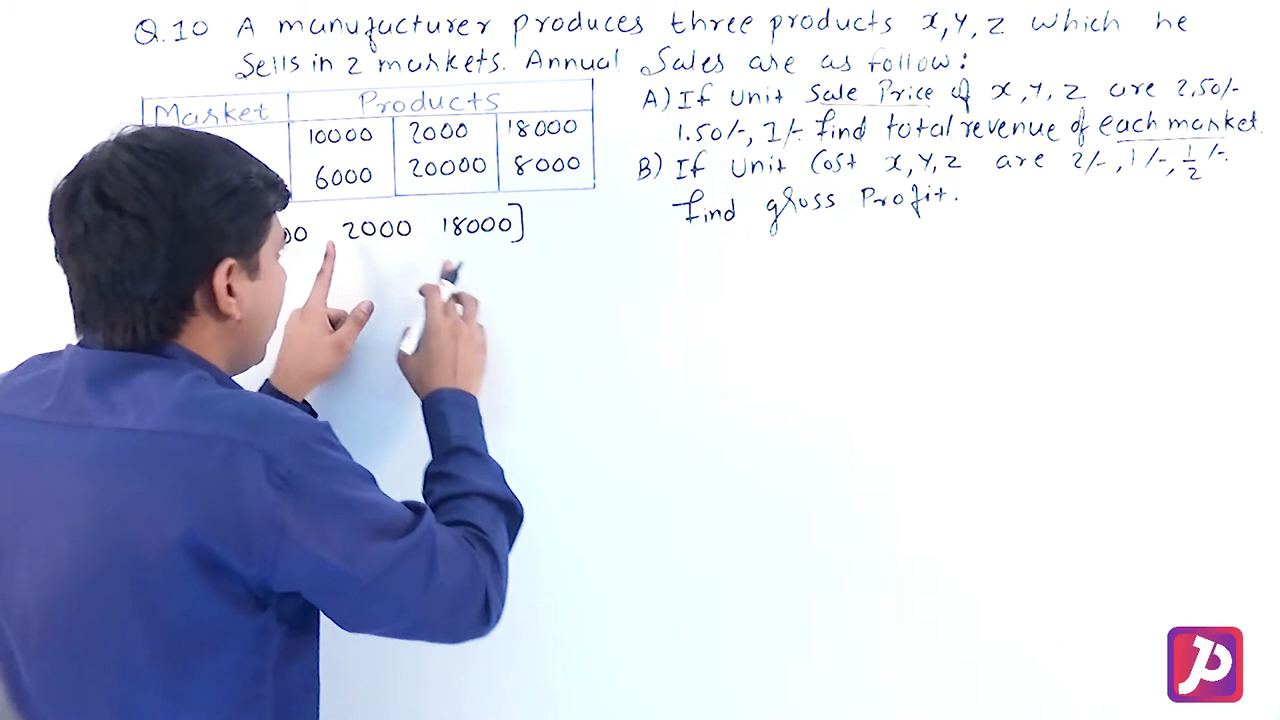 Q.10 A manufacturer produces three products x, Y, Z which he
Sells in 2 markets. Annual Sales are as follow:
Market Products
10000 2000 18000
6000 20000 8000
00 2000 18000]
A) If Unit Sale Price of x, Y, Z are 2.50/-
1.50/-, 1/- find total revenue of each market.
B) If Unit Cost x, Y, Z are 2/-, 1/-, 1/2 /-.
find gross Profit.